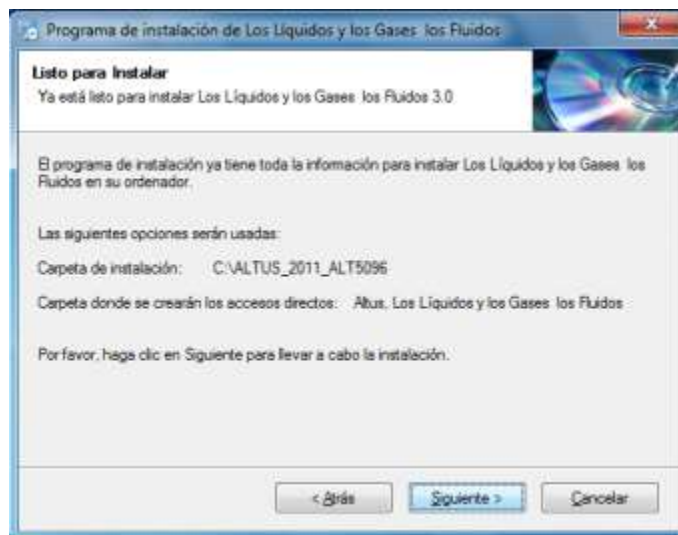 Programa de instalación de Los Líquidos y los Gases los Fluidos
Listo para Instalar
Ya está listo para instalar Los Líquidos y los Gases los Fluidos 3.0
El programa de instalación ya tiene toda la información para instalar Los Líquidos y los Gases los
Fluidos en su ordenador.
Las siguientes opciones serán usadas:
Carpeta de instalación: C:\ALTUS_2011_ALT5096
Carpeta donde se crearán los accesos directos: Altus, Los Líquidos y los Gases los Fluidos
Por favor, haga clic en Siguiente para llevar a cabo la instalación.
< Atrás Siguiente > Cancelar